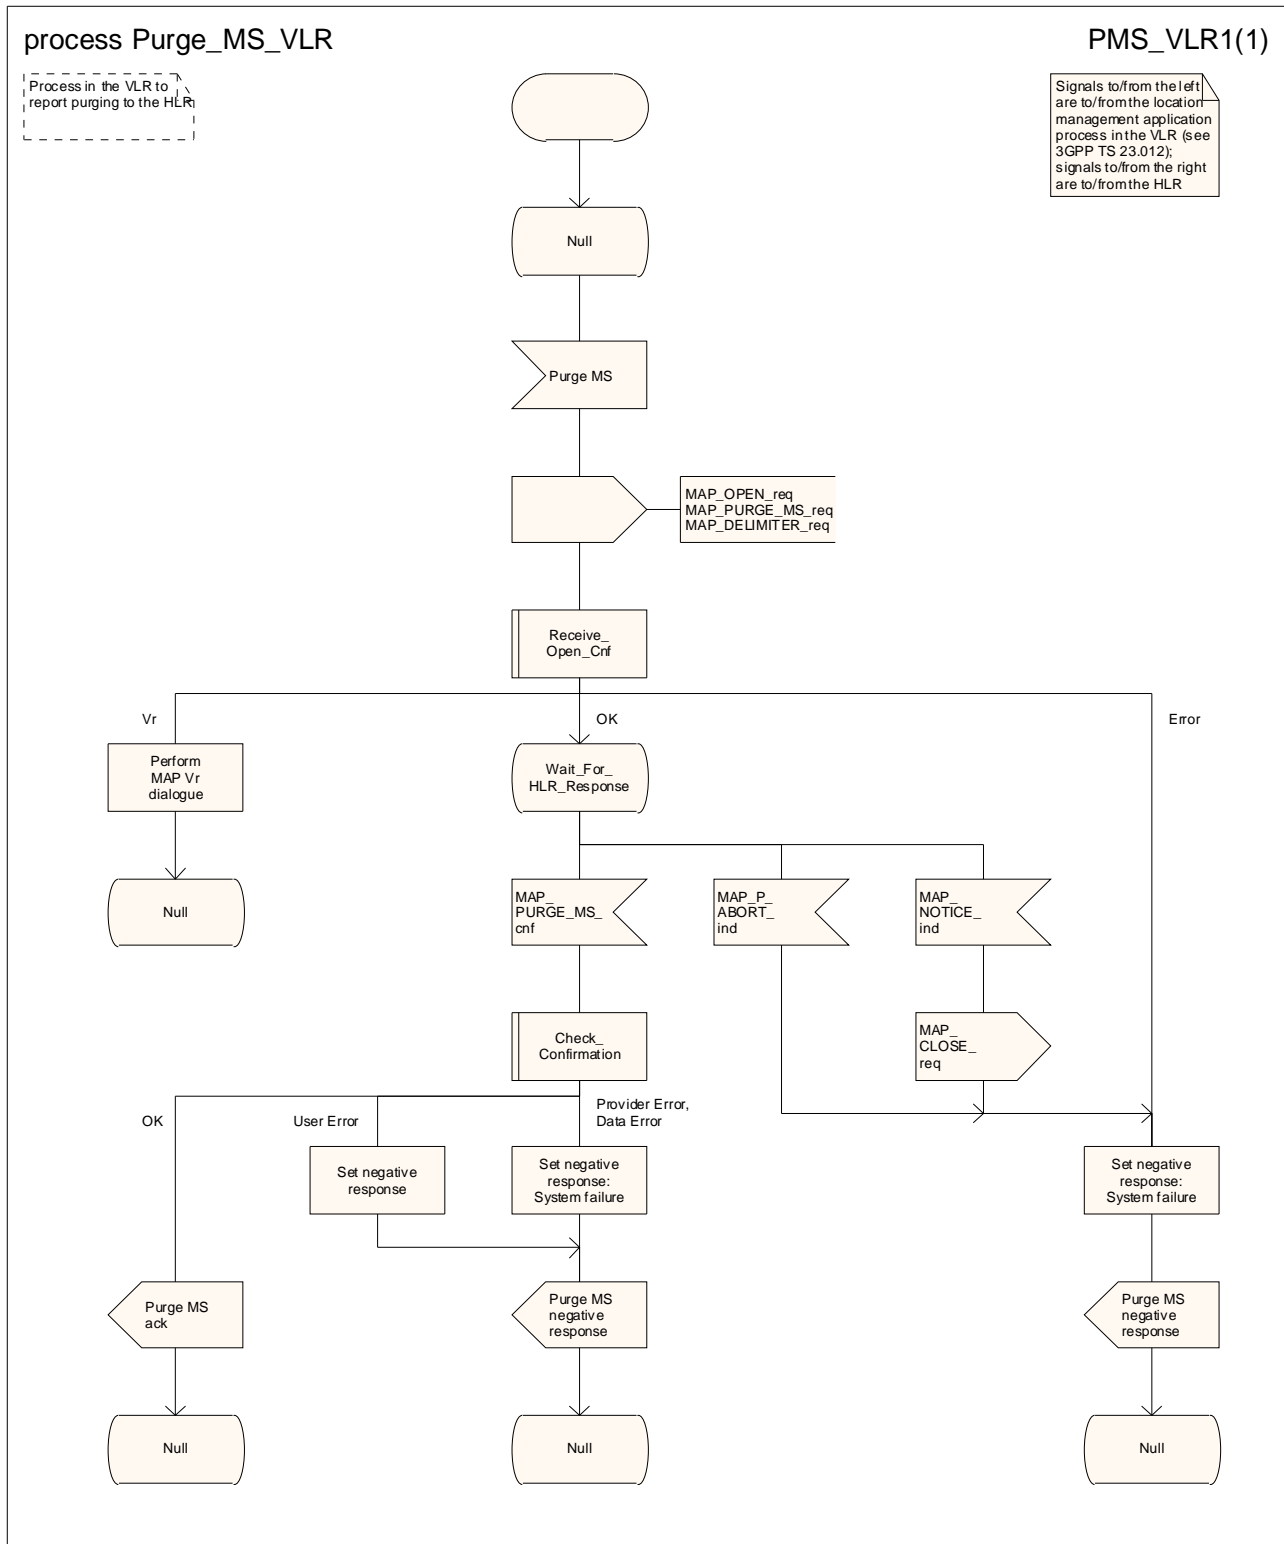 process Purge_MS_VLR
PMS_VLR1(1)
Process in the VLR to
report purging to the HLR
Signals to/from the left
are to/from the location
management application
process in the VLR (see
3GPP TS 23.012);
signals to/from the right
are to/from the HLR
Null
Purge MS
MAP_OPEN_req
MAP_PURGE_MS_req
MAP_DELIMITER_req
Receive_
Open_Cnf
Vr
OK
Error
Perform
MAP Vr
dialogue
Wait_For_
HLR_Response
Null
MAP_
PURGE_MS_
cnf
MAP_P_
ABORT_
ind
MAP_
NOTICE_
ind
Check_
Confirmation
MAP_
CLOSE_
req
OK
User Error
Provider Error,
Data Error
Set negative
response
Set negative
response:
System failure
Set negative
response:
System failure
Purge MS
ack
Purge MS
negative
response
Purge MS
negative
response
Null
Null
Null